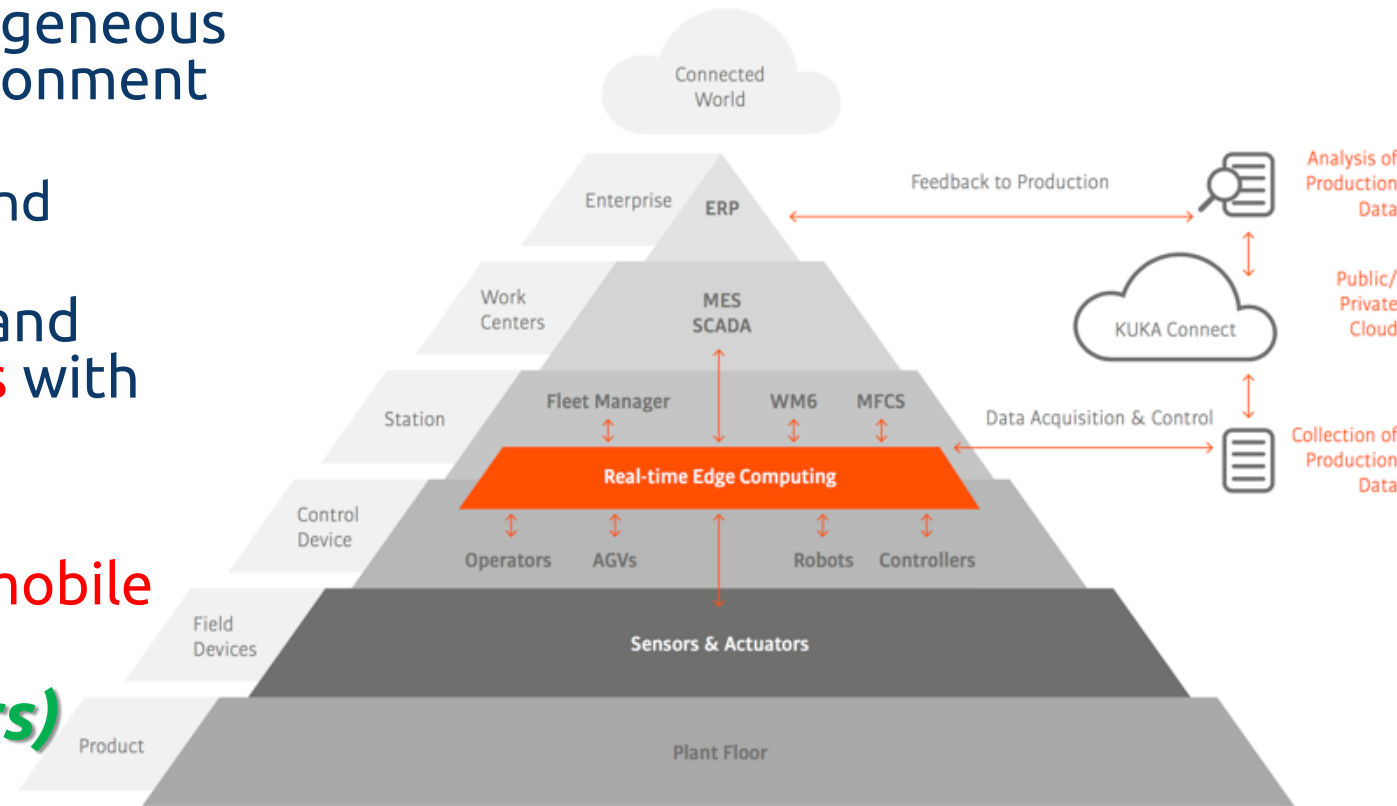 geneous
onment
nd
and
s with
mobile
rs)
Connected
World
Enterprise
ERP
Feedback to Production
Analysis of
Production
Data
Work
Centers
MES
SCADA
KUKA Connect
Public/
Private
Cloud
Station
Fleet Manager
WM6
MFCS
Data Acquisition & Control
Collection of
Production
Data
Real-time Edge Computing
Control
Device
Operators
AGVs
Robots
Controllers
Field
Devices
Sensors & Actuators
Product
Plant Floor